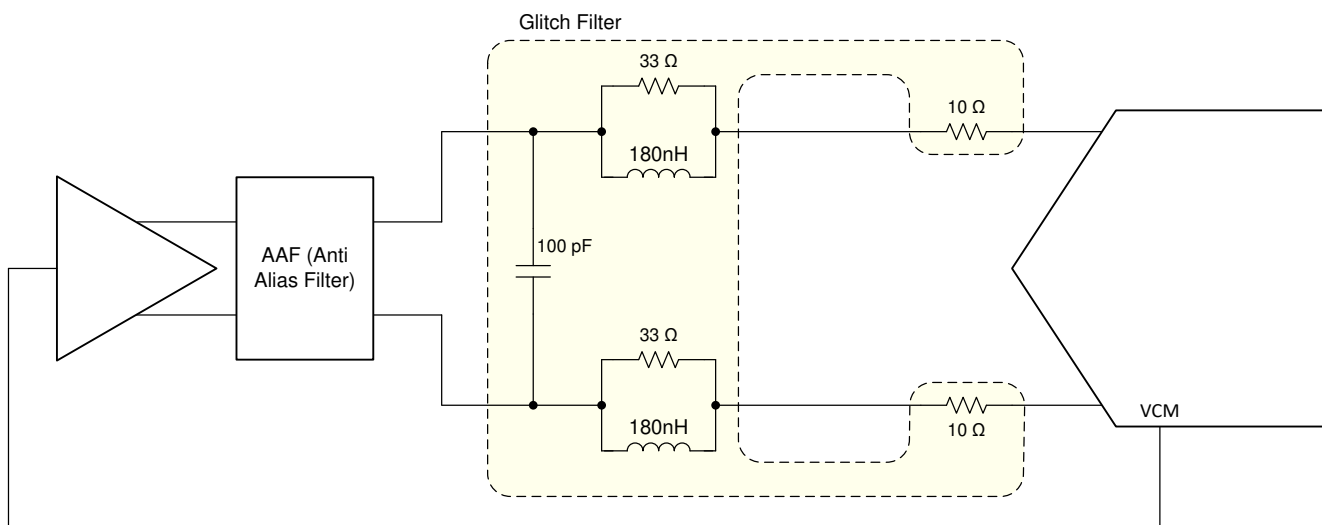 Glitch Filter
33 Ω
10 Ω
180nH
AAF (Anti
Alias Filter)
100 pF
33 Ω
180nH
10 Ω
VCM